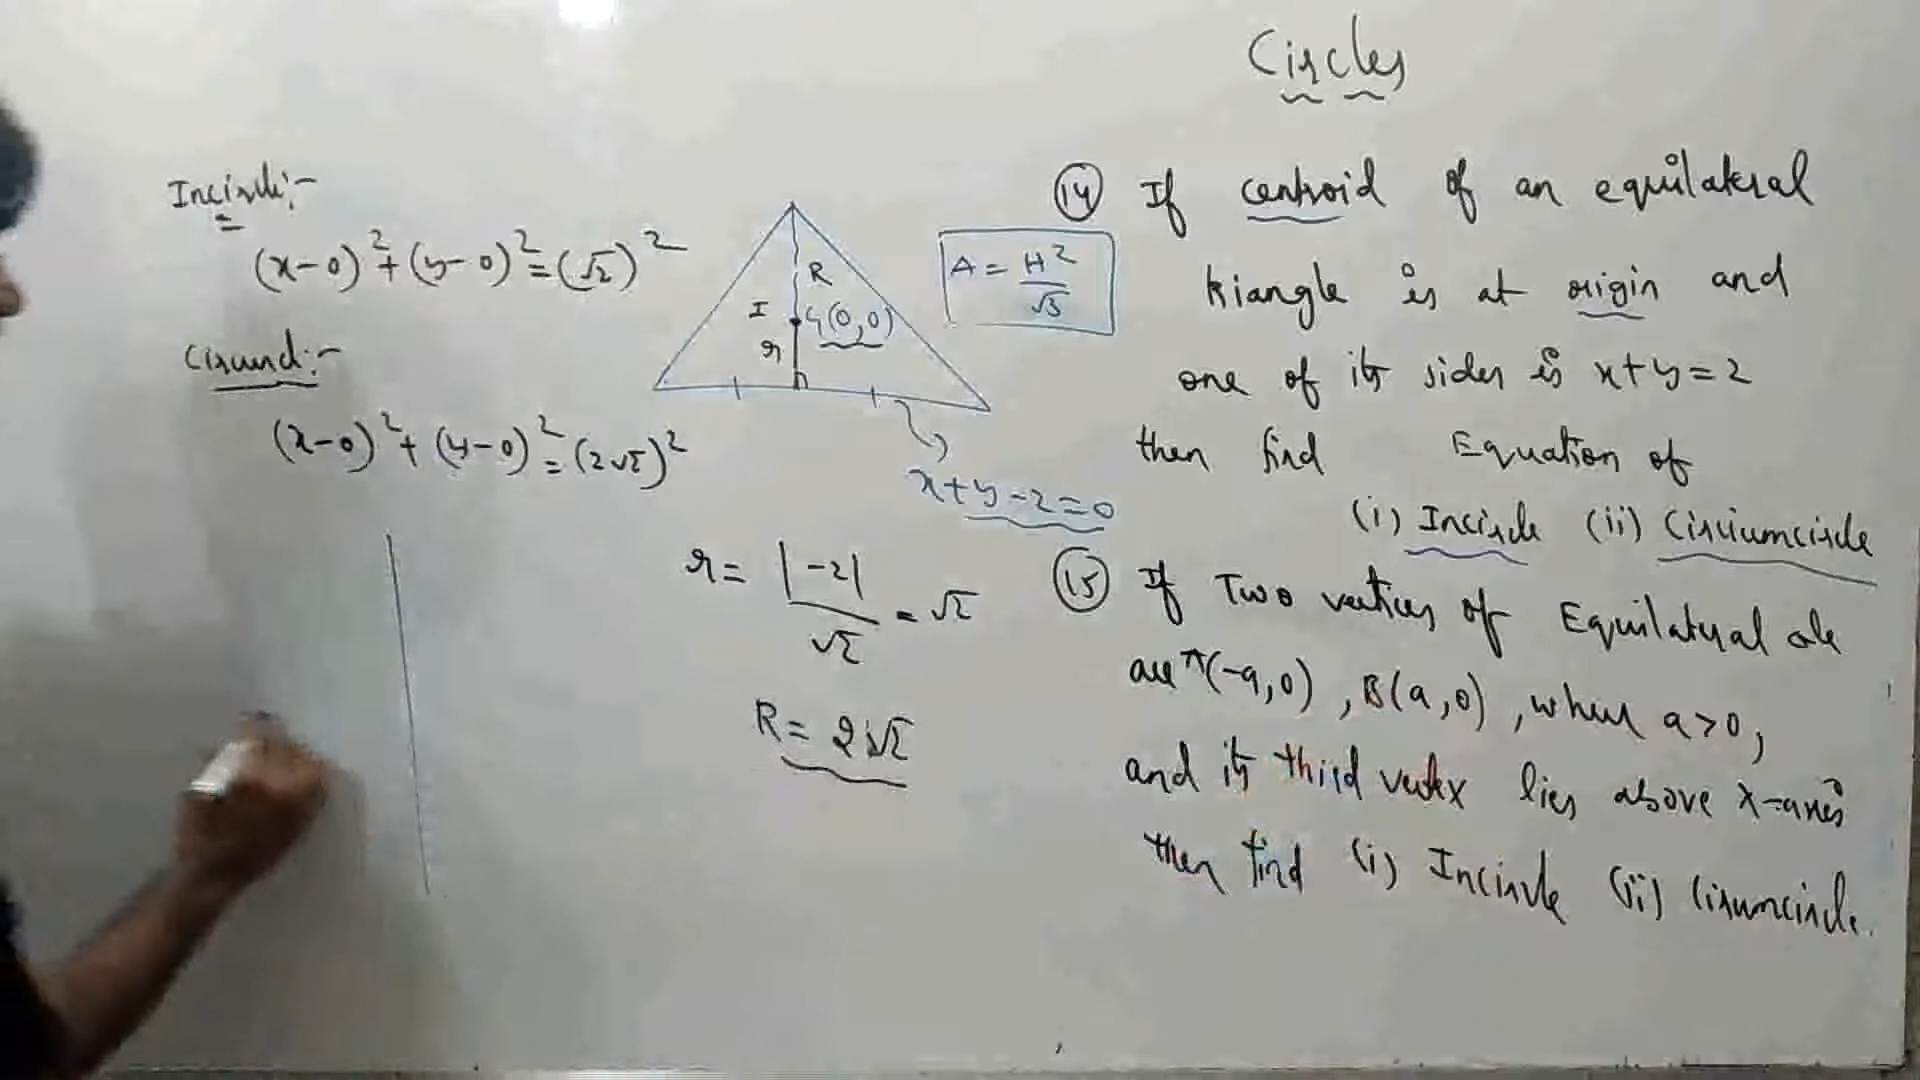 Circles
Incircle:-
(x-0)²+(y-0)²=(√2)²
Circumcl:-
(x-0)²+(y-0)²=(2√2)²
R
I
G(0,0)
r
A = H²/√3
x+y-2=0
r = |-2|/√2 = √2
R = 2√2
(14) If centroid of an equilateral
triangle is at origin and
one of its sides is x+y=2
then find Equation of
(i) Incircle (ii) Circumcircle
(15) If Two vertices of Equilateral
are A(-a,0), B(a,0), where a>0,
and its third vertex lies above x-axis
then find (i) Incircle (ii) Circumcircle.